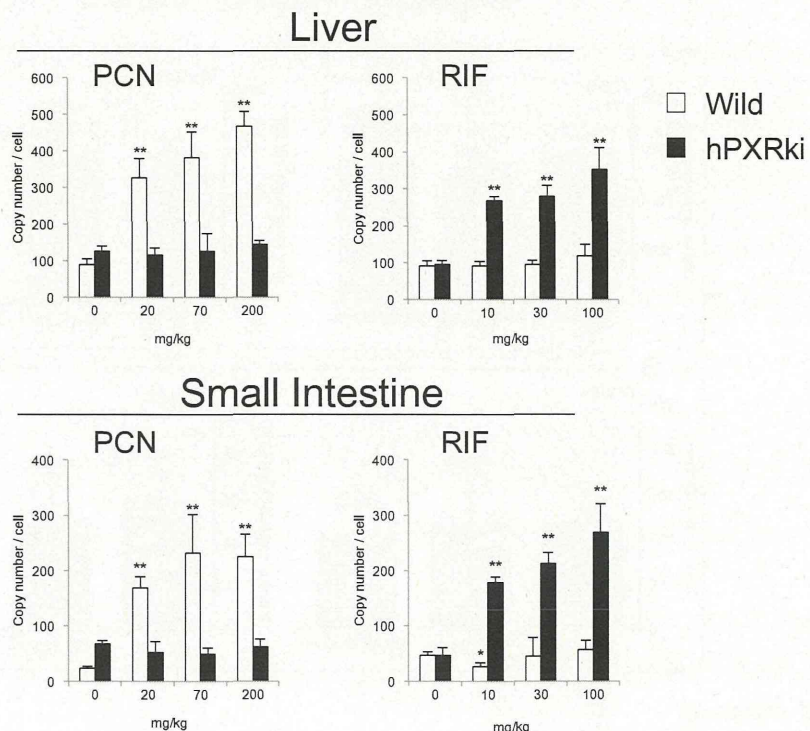 Liver
PCN
RIF
Wild
hPXRki
Copy number / cell
600
500
400
300
200
100
0
** ** **
0 20 70 200
mg/kg
Copy number / cell
600
500
400
300
200
100
0
** ** **
0 10 30 100
mg/kg
Small Intestine
PCN
RIF
Copy number / cell
400
300
200
100
0
** ** **
0 20 70 200
mg/kg
Copy number / cell
400
300
200
100
0
* ** ** **
0 10 30 100
mg/kg